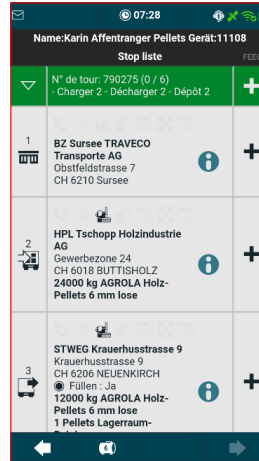 07:28
Name:Karin Affentranger Pellets Gerät:11108
Stop liste
FEE
N° de tour: 790275 (0 / 6)
- Charger 2 - Décharger 2 - Dépôt 2
1
BZ Sursee TRAVECO
Transporte AG
Obstfeldstrasse 7
CH 6210 Sursee
2
HPL Tschopp Holzindustrie
AG
Gewerbezone 24
CH 6018 BUTTISHOLZ
24000 kg AGROLA Holz-
Pellets 6 mm lose
3
STWEG Krauerhusstrasse 9
Krauerhusstrasse 9
CH 6206 NEUENKIRCH
Füllen : Ja
12000 kg AGROLA Holz-
Pellets 6 mm lose
1 Pellets Lagerraum-
6